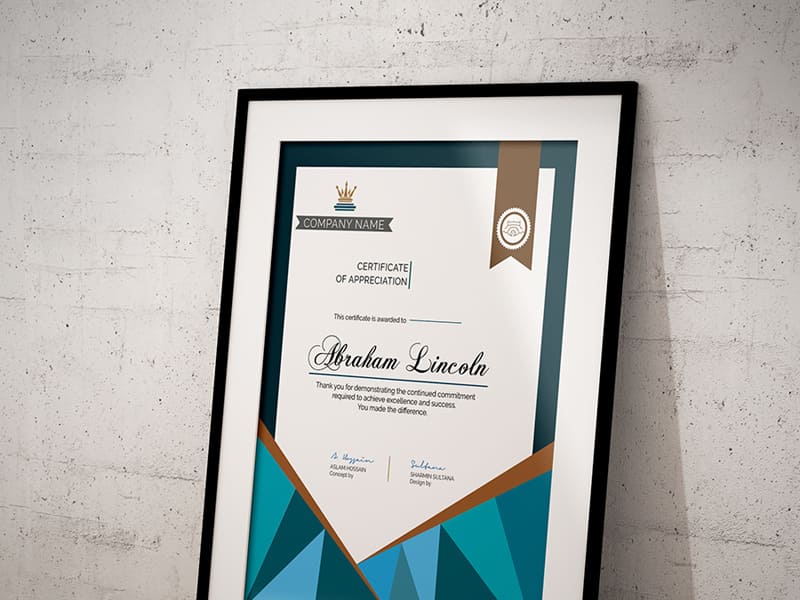 COMPANY NAME
CERTIFICATE
OF APPRECIATION
This certificate is awarded to
Abraham Lincoln
Thank you for demonstrating the continued commitment
required to achieve excellence and success.
You made the difference.
A Hossain
ASLAM HOSSAIN
Concept by
Sultana
SHARMIN SULTANA
Design by